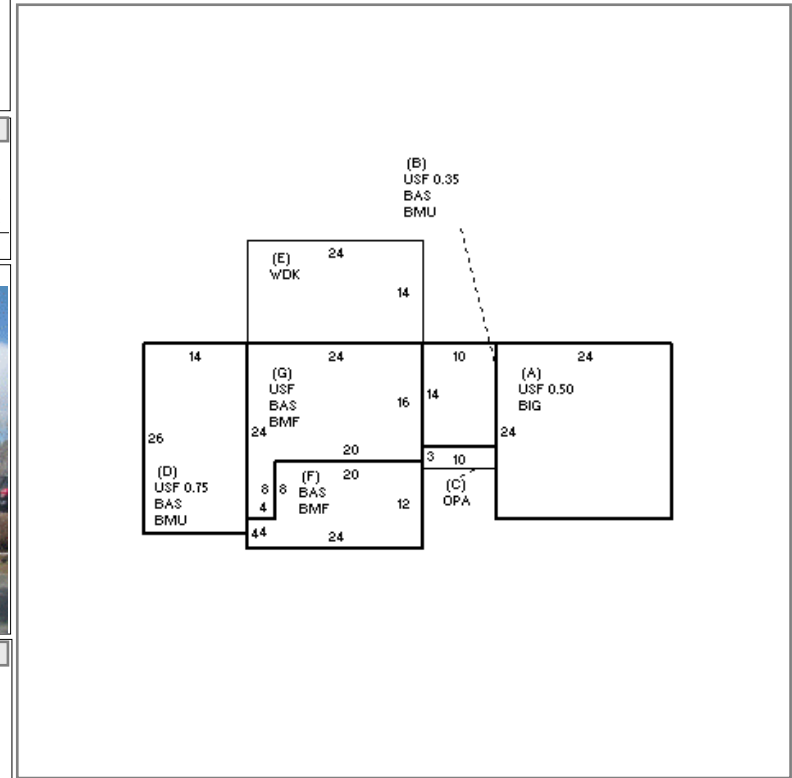 (B)
USF 0.35
BAS
BMU
(E)
WDK
24
14
14
24
10
24
(G)
USF
BAS
BMF
16
14
(A)
USF 0.50
BIG
26
24
24
20
3 10
(D)
USF 0.75
BAS
BMU
8 8
4
(F)
BAS
BMF
20
12
(C)
OPA
44
24